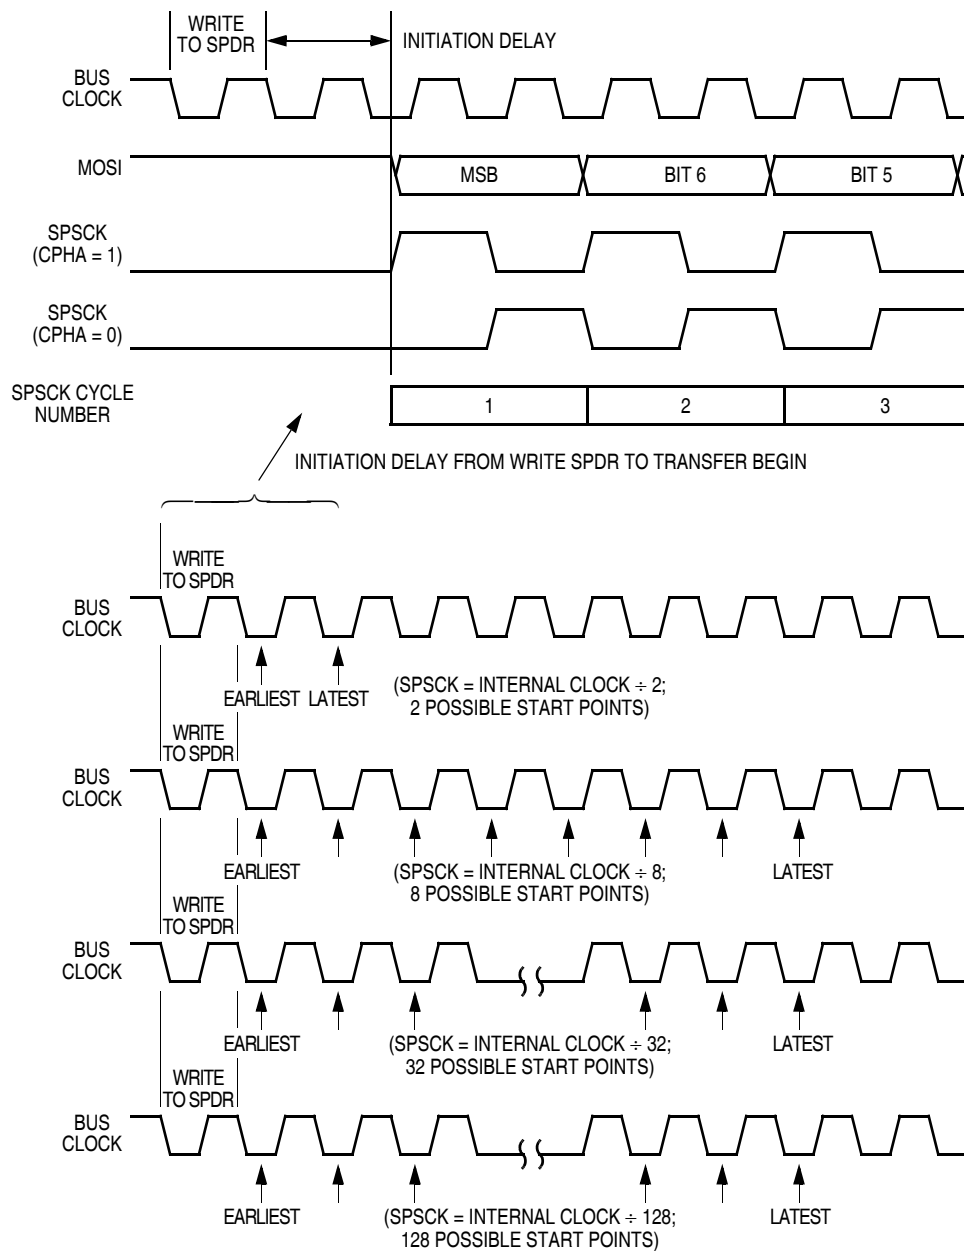 WRITE
TO SPDR
INITIATION DELAY
BUS
CLOCK
MOSI
MSB
BIT 6
BIT 5
SPSCK
(CPHA = 1)
SPSCK
(CPHA = 0)
SPSCK CYCLE
NUMBER
1
2
3
INITIATION DELAY FROM WRITE SPDR TO TRANSFER BEGIN
WRITE
TO SPDR
BUS
CLOCK
EARLIEST
LATEST
(SPSCK = INTERNAL CLOCK ÷ 2;
2 POSSIBLE START POINTS)
WRITE
TO SPDR
BUS
CLOCK
EARLIEST
(SPSCK = INTERNAL CLOCK ÷ 8;
8 POSSIBLE START POINTS)
LATEST
WRITE
TO SPDR
BUS
CLOCK
EARLIEST
(SPSCK = INTERNAL CLOCK ÷ 32;
32 POSSIBLE START POINTS)
LATEST
WRITE
TO SPDR
BUS
CLOCK
EARLIEST
(SPSCK = INTERNAL CLOCK ÷ 128;
128 POSSIBLE START POINTS)
LATEST